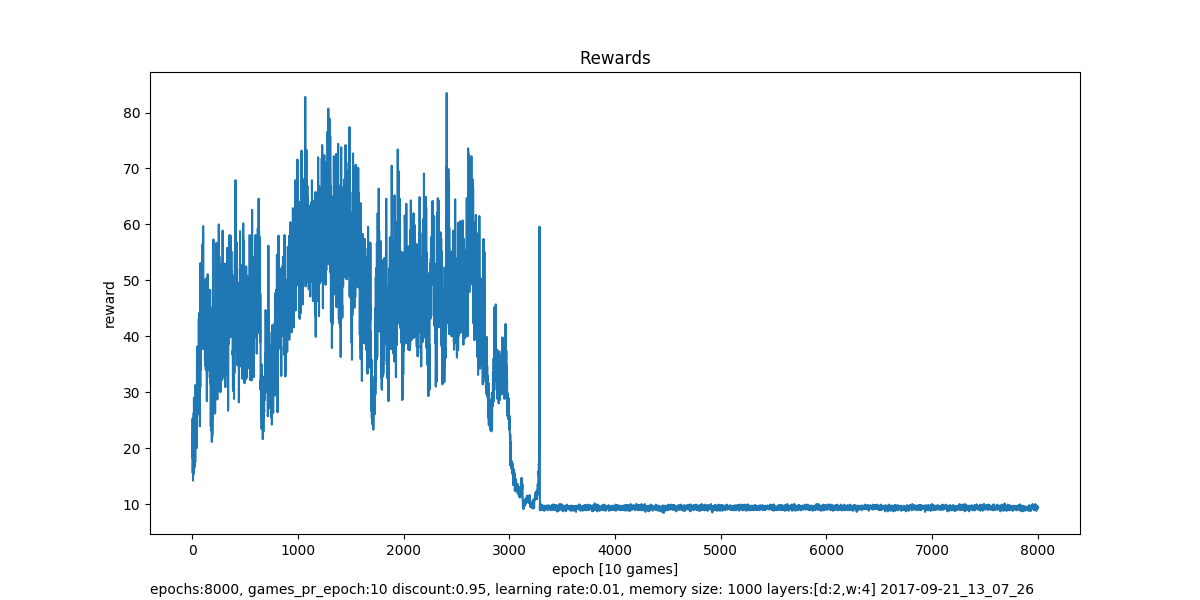 Rewards
reward
80
70
60
50
40
30
20
10
0 1000 2000 3000 4000 5000 6000 7000 8000
epoch [10 games]
epochs:8000, games_pr_epoch:10 discount:0.95, learning rate:0.01, memory size: 1000 layers:[d:2,w:4] 2017-09-21_13_07_26